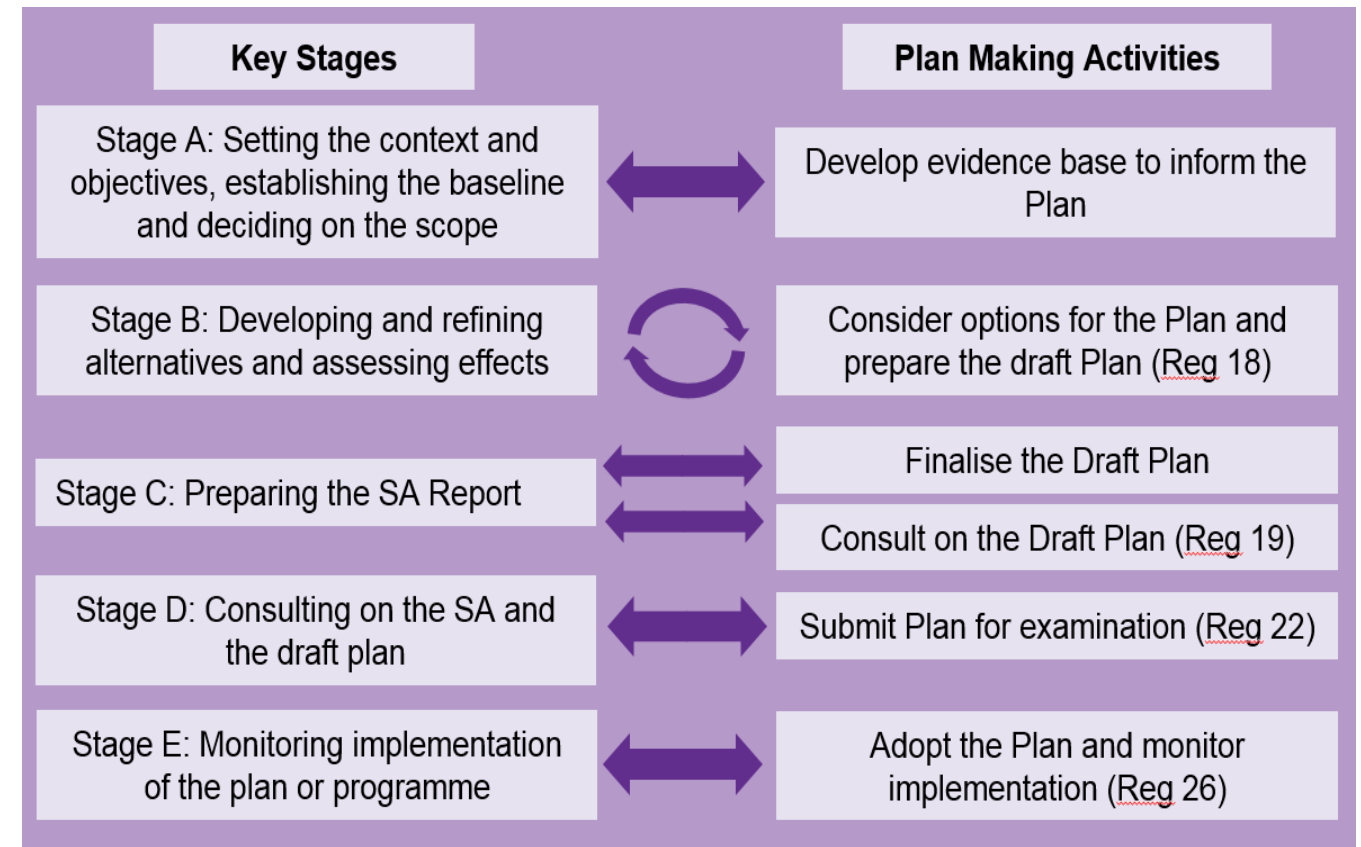 Key Stages
Plan Making Activities
Stage A: Setting the context and
objectives, establishing the baseline
and deciding on the scope
Develop evidence base to inform the
Plan
Stage B: Developing and refining
alternatives and assessing effects
Consider options for the Plan and
prepare the draft Plan (Reg 18)
Stage C: Preparing the SA Report
Finalise the Draft Plan
Consult on the Draft Plan (Reg 19)
Stage D: Consulting on the SA and
the draft plan
Submit Plan for examination (Reg 22)
Stage E: Monitoring implementation
of the plan or programme
Adopt the Plan and monitor
implementation (Reg 26)